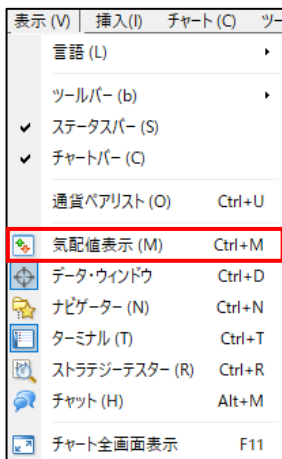 表示 (V) 挿入(I) チャート (C) ツー
言語 (L)
ツールバー (b)
ステータスバー (S)
チャートバー (C)
通貨ペアリスト (O) Ctrl+U
気配値表示 (M) Ctrl+M
データ・ウィンドウ Ctrl+D
ナビゲーター (N) Ctrl+N
ターミナル (T) Ctrl+T
ストラテジーテスター (R) Ctrl+R
チャット (H) Alt+M
チャート全画面表示 F11